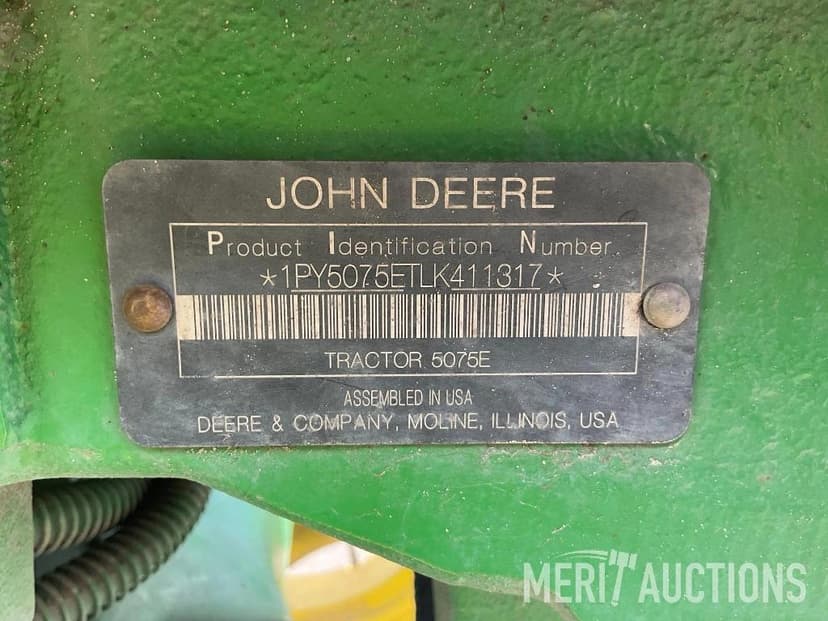 JOHN DEERE
Product Identification Number
*1PY5075ETLK411317*
TRACTOR 5075E
ASSEMBLED IN USA
DEERE & COMPANY, MOLINE, ILLINOIS, USA
MERIT AUCTIONS